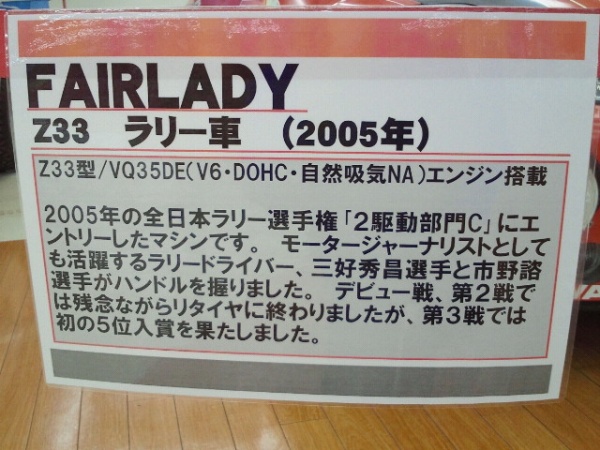 FAIRLADY
Z33 ラリー車 (2005年)
Z33型/VQ35DE(V6・DOHC・自然吸気NA)エンジン搭載
2005年の全日本ラリー選手権「2駆動部門C」にエ
ントリーしたマシンです。 モータージャーナリストとして
も活躍するラリードライバー、三好秀昌選手と市野諮
選手がハンドルを握りました。 デビュー戦、第2戦で
は残念ながらリタイヤに終わりましたが、第3戦では
初の5位入賞を果たしました。